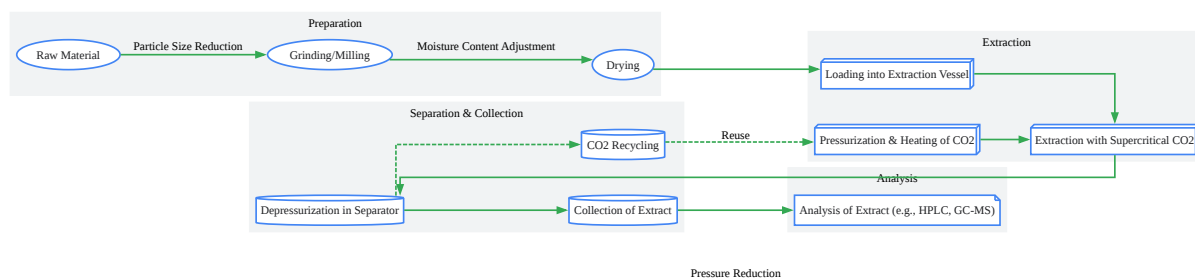 Preparation
Raw Material
Particle Size Reduction
Grinding/Milling
Moisture Content Adjustment
Drying
Extraction
Loading into Extraction Vessel
Pressurization & Heating of CO2
Extraction with Supercritical CO2
Separation & Collection
CO2 Recycling
Reuse
Depressurization in Separator
Collection of Extract
Analysis
Analysis of Extract (e.g., HPLC, GC-MS)
Pressure Reduction